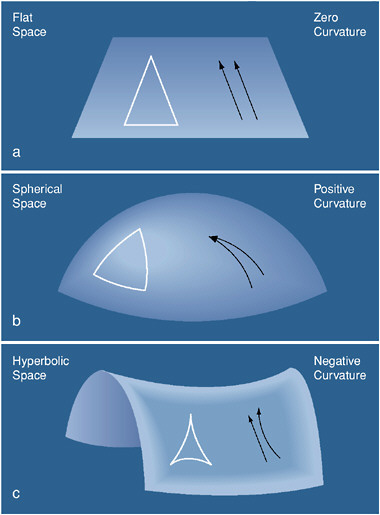 Flat
Space
Zero
Curvature
a
Spherical
Space
Positive
Curvature
b
Hyperbolic
Space
Negative
Curvature
c